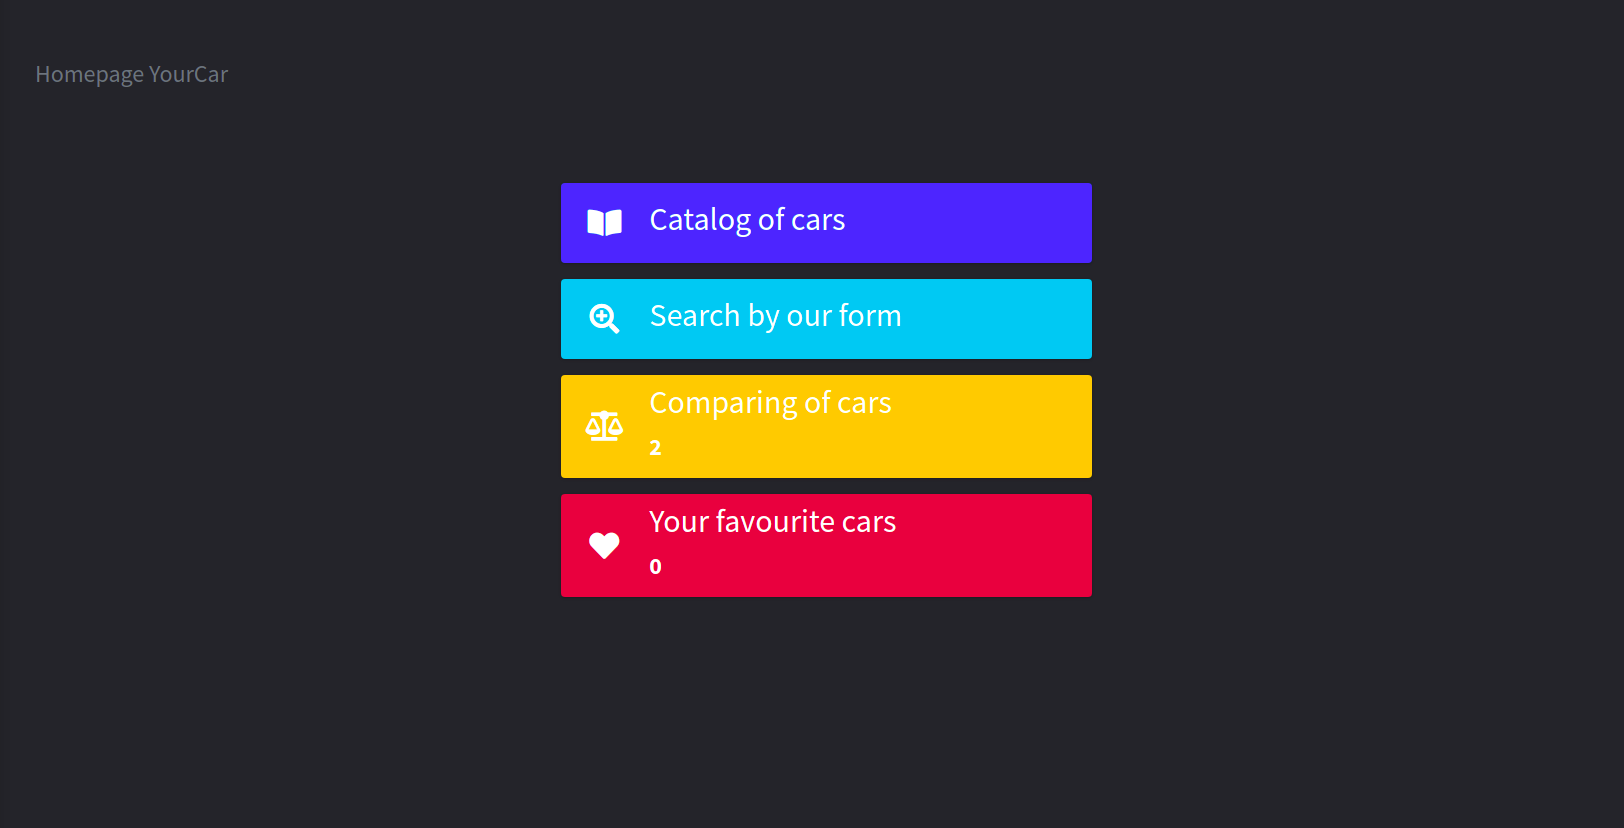 Homepage YourCar
Catalog of cars
Search by our form
Comparing of cars
2
Your favourite cars
0